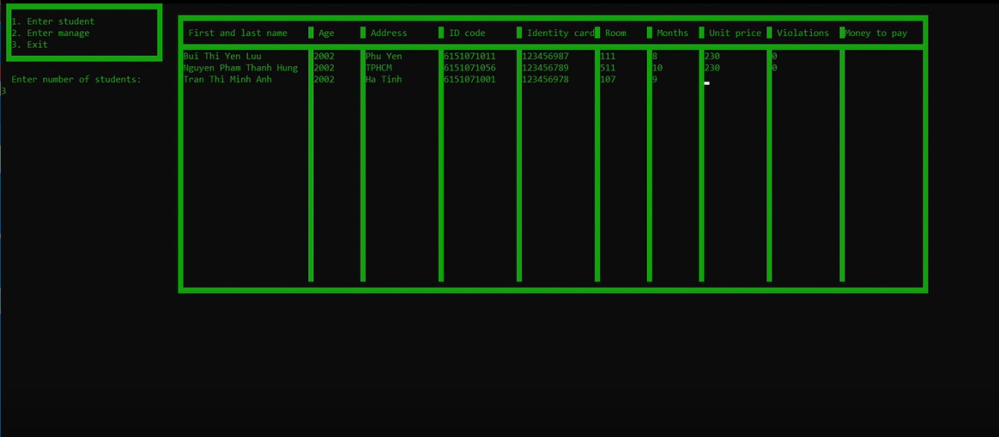 1. Enter student
2. Enter manage
3. Exit
Enter number of students:
3
First and last name Age Address ID code Identity card Room Months Unit price Violations Money to pay
Bui Thi Yen Luu 2002 Phu Yen 6151071011 123456987 111 8 230 0
Nguyen Pham Thanh Hung 2002 TPHCM 6151071056 123456789 511 10 230 0
Tran Thi Minh Anh 2002 Ha Tinh 6151071001 123456978 107 9